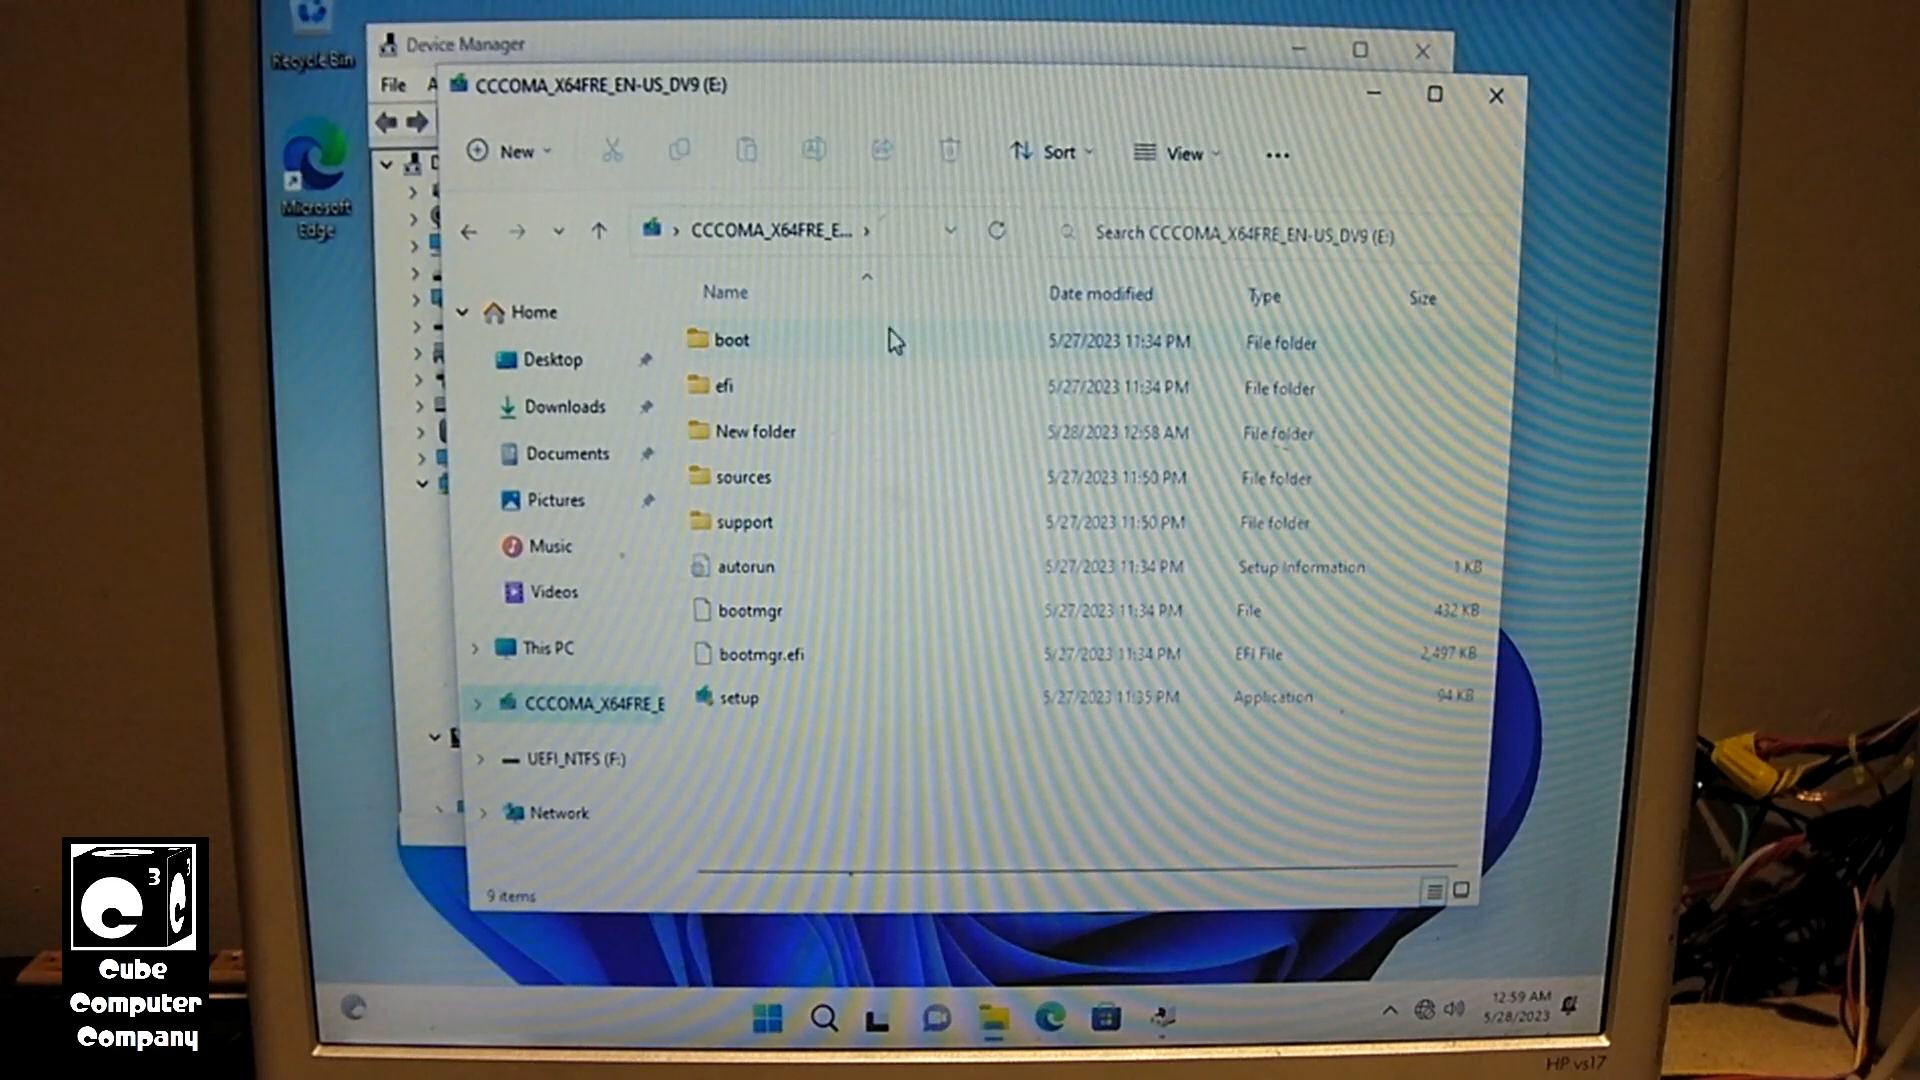 Recycle Bin
Microsoft
Edge
Device Manager
File
CCCOMA_X64FRE_EN-US_DV9 (E:)
New
Sort
View
CCCOMA_X64FRE_E...
Search CCCOMA_X64FRE_EN-US_DV9 (E:)
Name Date modified Type Size
Home
Desktop
Downloads
Documents
Pictures
Music
Videos
This PC
CCCOMA_X64FRE_E
UEFI_NTFS (F:)
Network
boot 5/27/2023 11:34 PM File folder
efi 5/27/2023 11:34 PM File folder
New folder 5/28/2023 12:58 AM File folder
sources 5/27/2023 11:50 PM File folder
support 5/27/2023 11:50 PM File folder
autorun 5/27/2023 11:34 PM Setup Information 1 KB
bootmgr 5/27/2023 11:34 PM File 432 KB
bootmgr.efi 5/27/2023 11:34 PM EFI File 2,497 KB
setup 5/27/2023 11:35 PM Application 94 KB
9 items
12:59 AM
5/28/2023
HP vs17
C 3 C 3
Cube
Computer
Company